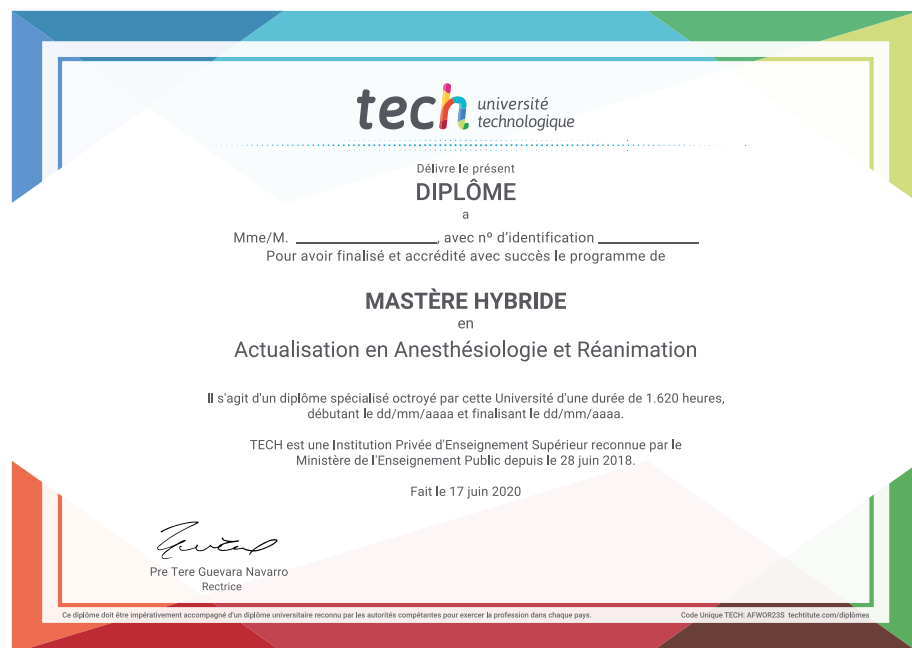 tech université
technologique
Délivre le présent
DIPLÔME
a
Mme/M. ____________, avec nº d'identification ____________
Pour avoir finalisé et accrédité avec succès le programme de
MASTÈRE HYBRIDE
en
Actualisation en Anesthésiologie et Réanimation
Il s'agit d'un diplôme spécialisé octroyé par cette Université d'une durée de 1.620 heures,
débutant le dd/mm/aaaa et finalisant le dd/mm/aaaa.
TECH est une Institution Privée d'Enseignement Supérieur reconnue par le
Ministère de l'Enseignement Public depuis le 28 juin 2018.
Fait le 17 juin 2020
Pre Tere Guevara Navarro
Rectrice
Ce diplôme doit être impérativement accompagné d'un diplôme universitaire reconnu par les autorités compétentes pour exercer la profession dans chaque pays.
Code Unique TECH: AFWOR23S techtitute.com/diplômes